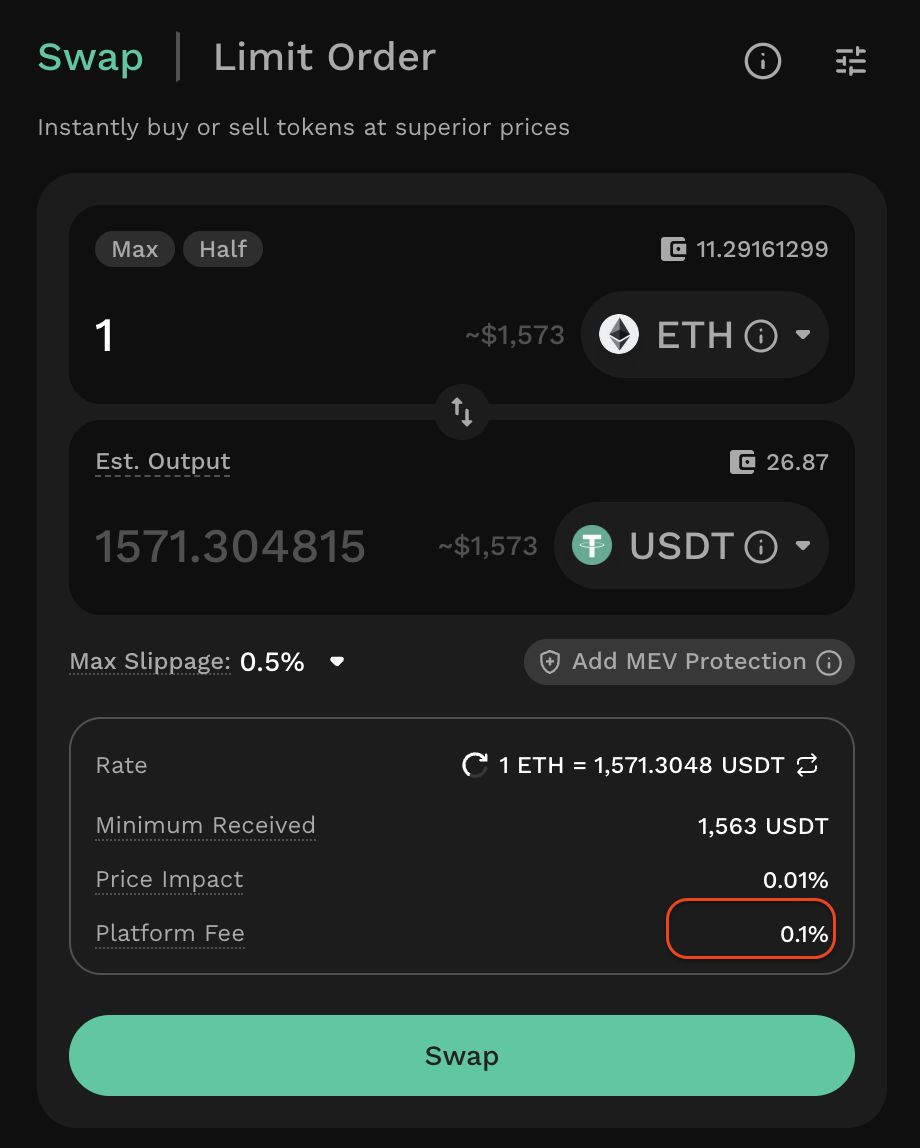 Swap | Limit Order
Instantly buy or sell tokens at superior prices
Max Half 11.29161299
1 ~$1,573 ETH
Est. Output 26.87
1571.304815 ~$1,573 USDT
Max Slippage: 0.5% Add MEV Protection
Rate 1 ETH = 1,571.3048 USDT
Minimum Received 1,563 USDT
Price Impact 0.01%
Platform Fee 0.1%
Swap